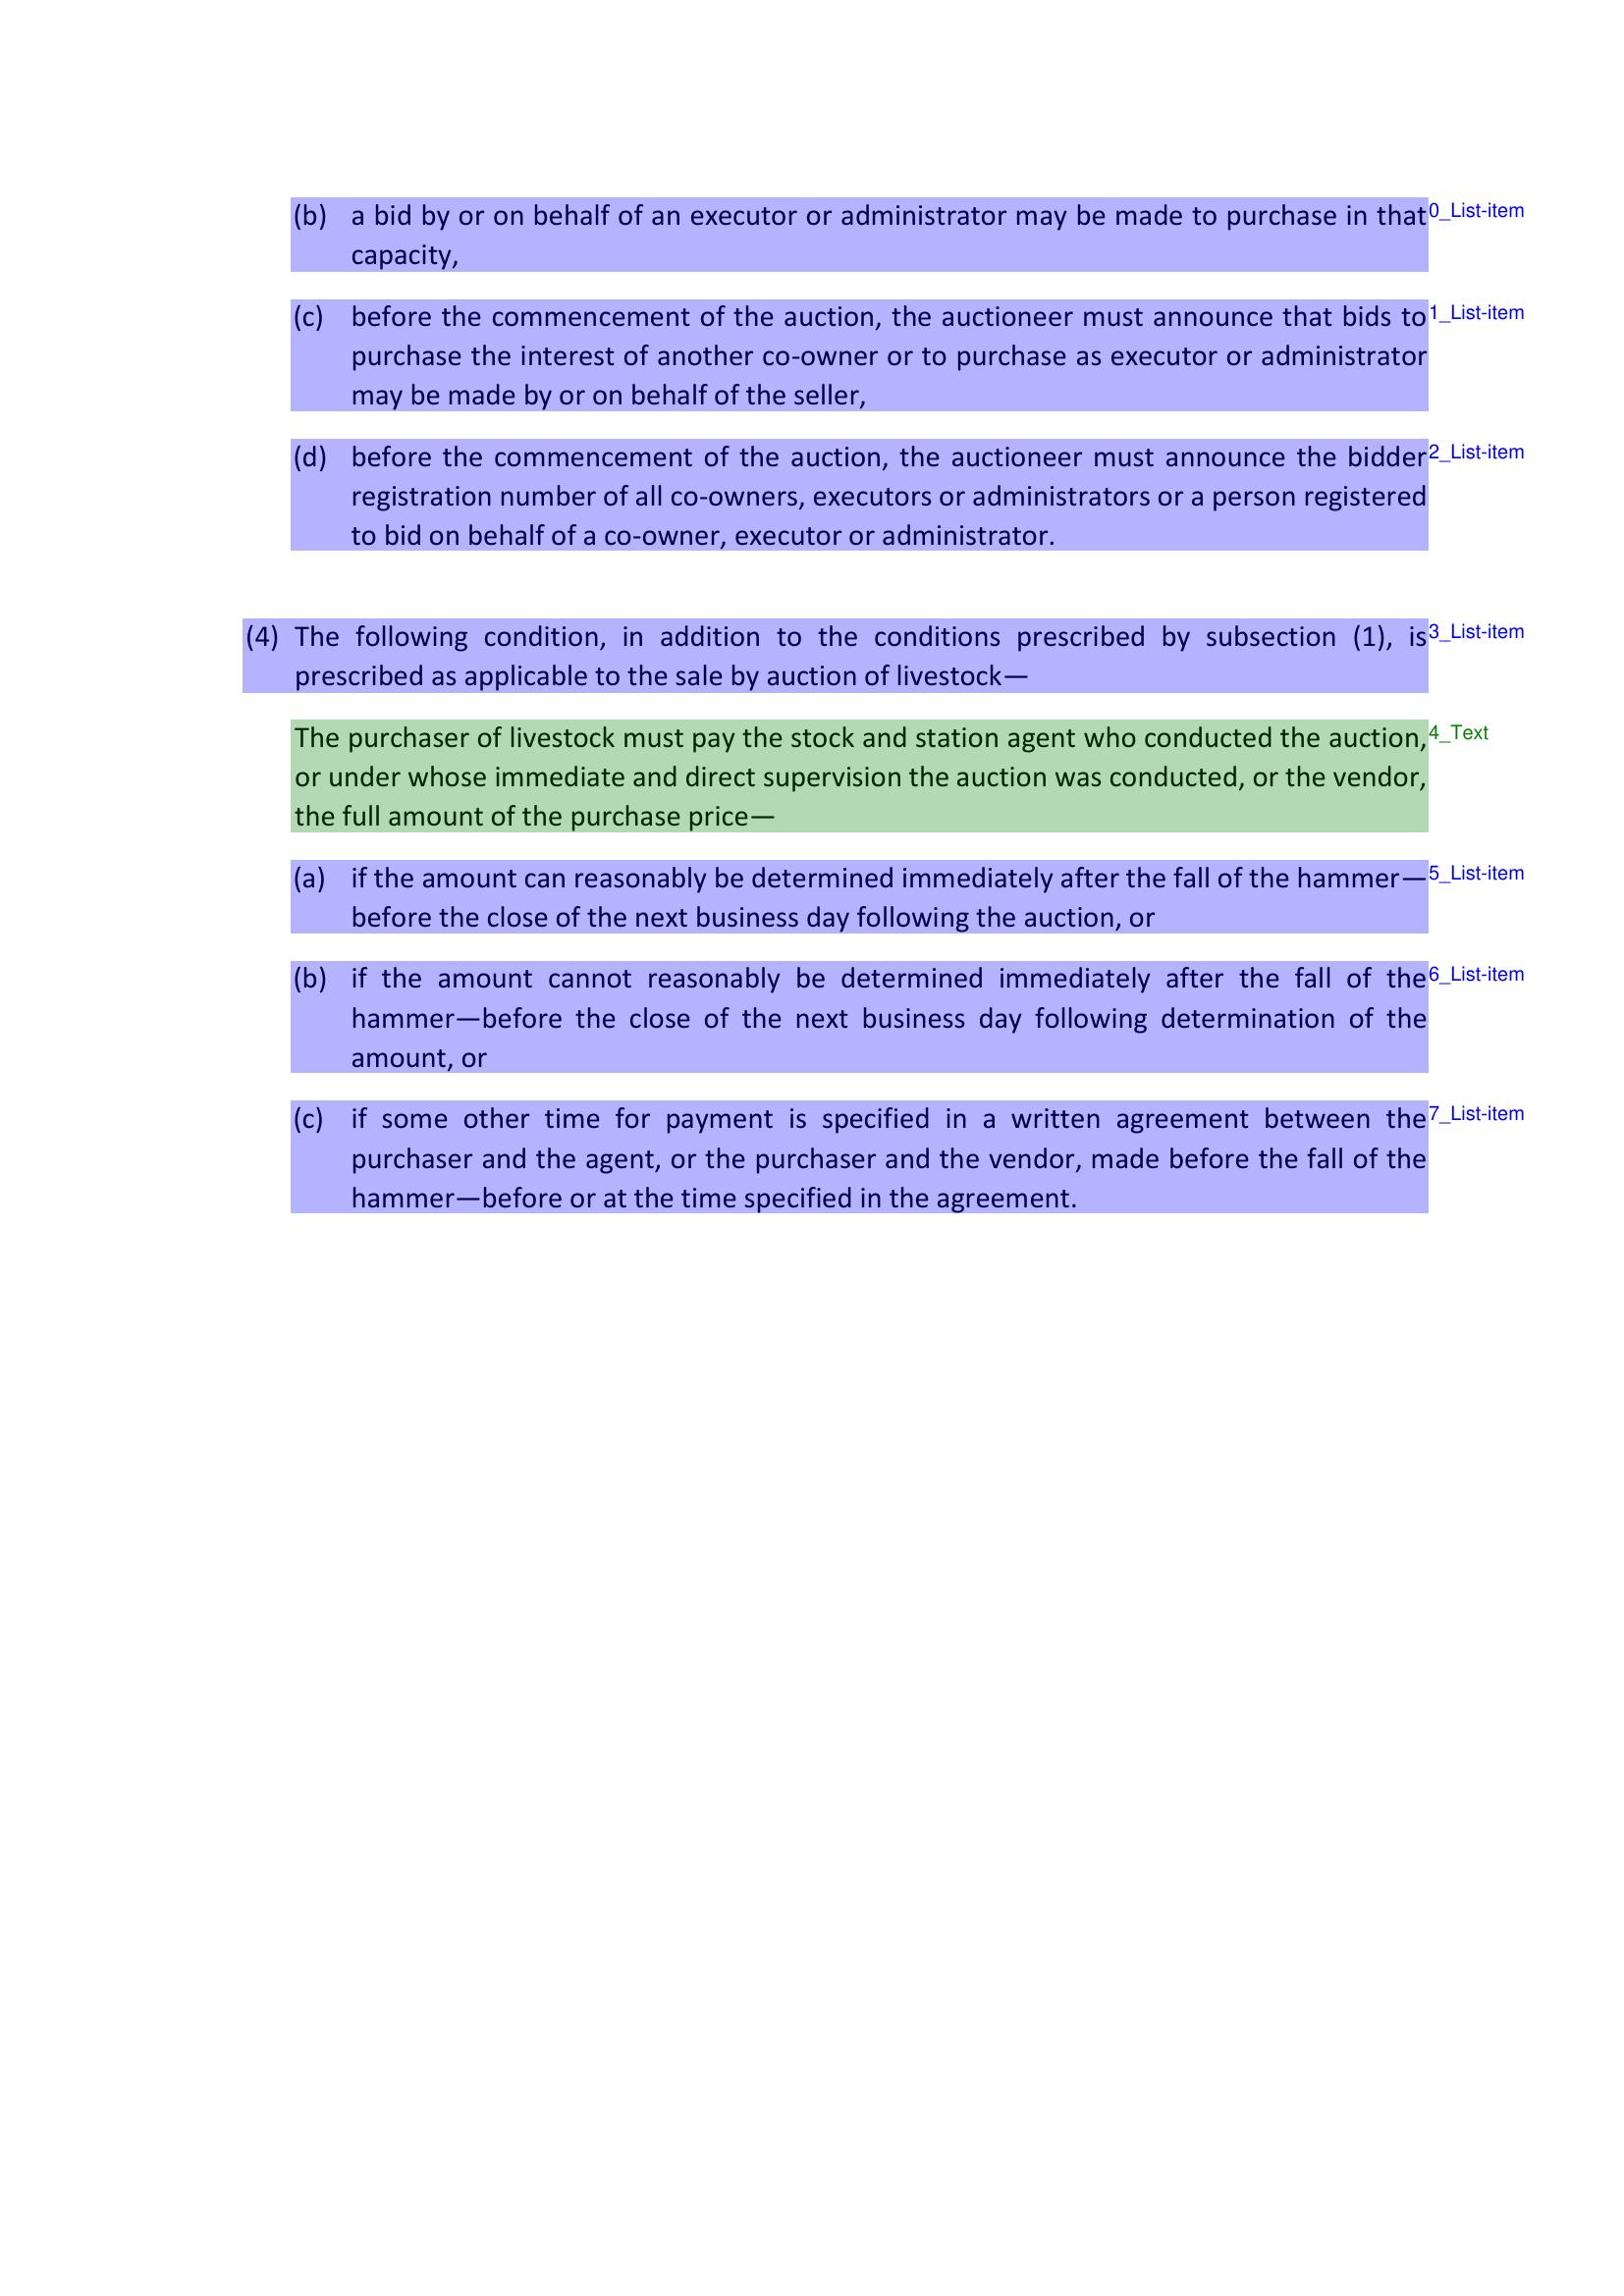 (b) a bid by or on behalf of an executor or administrator may be made to purchase in that 0_List-item
capacity,
(c) before the commencement of the auction, the auctioneer must announce that bids to 1_List-item
purchase the interest of another co-owner or to purchase as executor or administrator
may be made by or on behalf of the seller,
(d) before the commencement of the auction, the auctioneer must announce the bidder 2_List-item
registration number of all co-owners, executors or administrators or a person registered
to bid on behalf of a co-owner, executor or administrator.
(4) The following condition, in addition to the conditions prescribed by subsection (1), is 3_List-item
prescribed as applicable to the sale by auction of livestock—
The purchaser of livestock must pay the stock and station agent who conducted the auction, 4_Text
or under whose immediate and direct supervision the auction was conducted, or the vendor,
the full amount of the purchase price—
(a) if the amount can reasonably be determined immediately after the fall of the hammer— 5_List-item
before the close of the next business day following the auction, or
(b) if the amount cannot reasonably be determined immediately after the fall of the 6_List-item
hammer—before the close of the next business day following determination of the
amount, or
(c) if some other time for payment is specified in a written agreement between the 7_List-item
purchaser and the agent, or the purchaser and the vendor, made before the fall of the
hammer—before or at the time specified in the agreement.